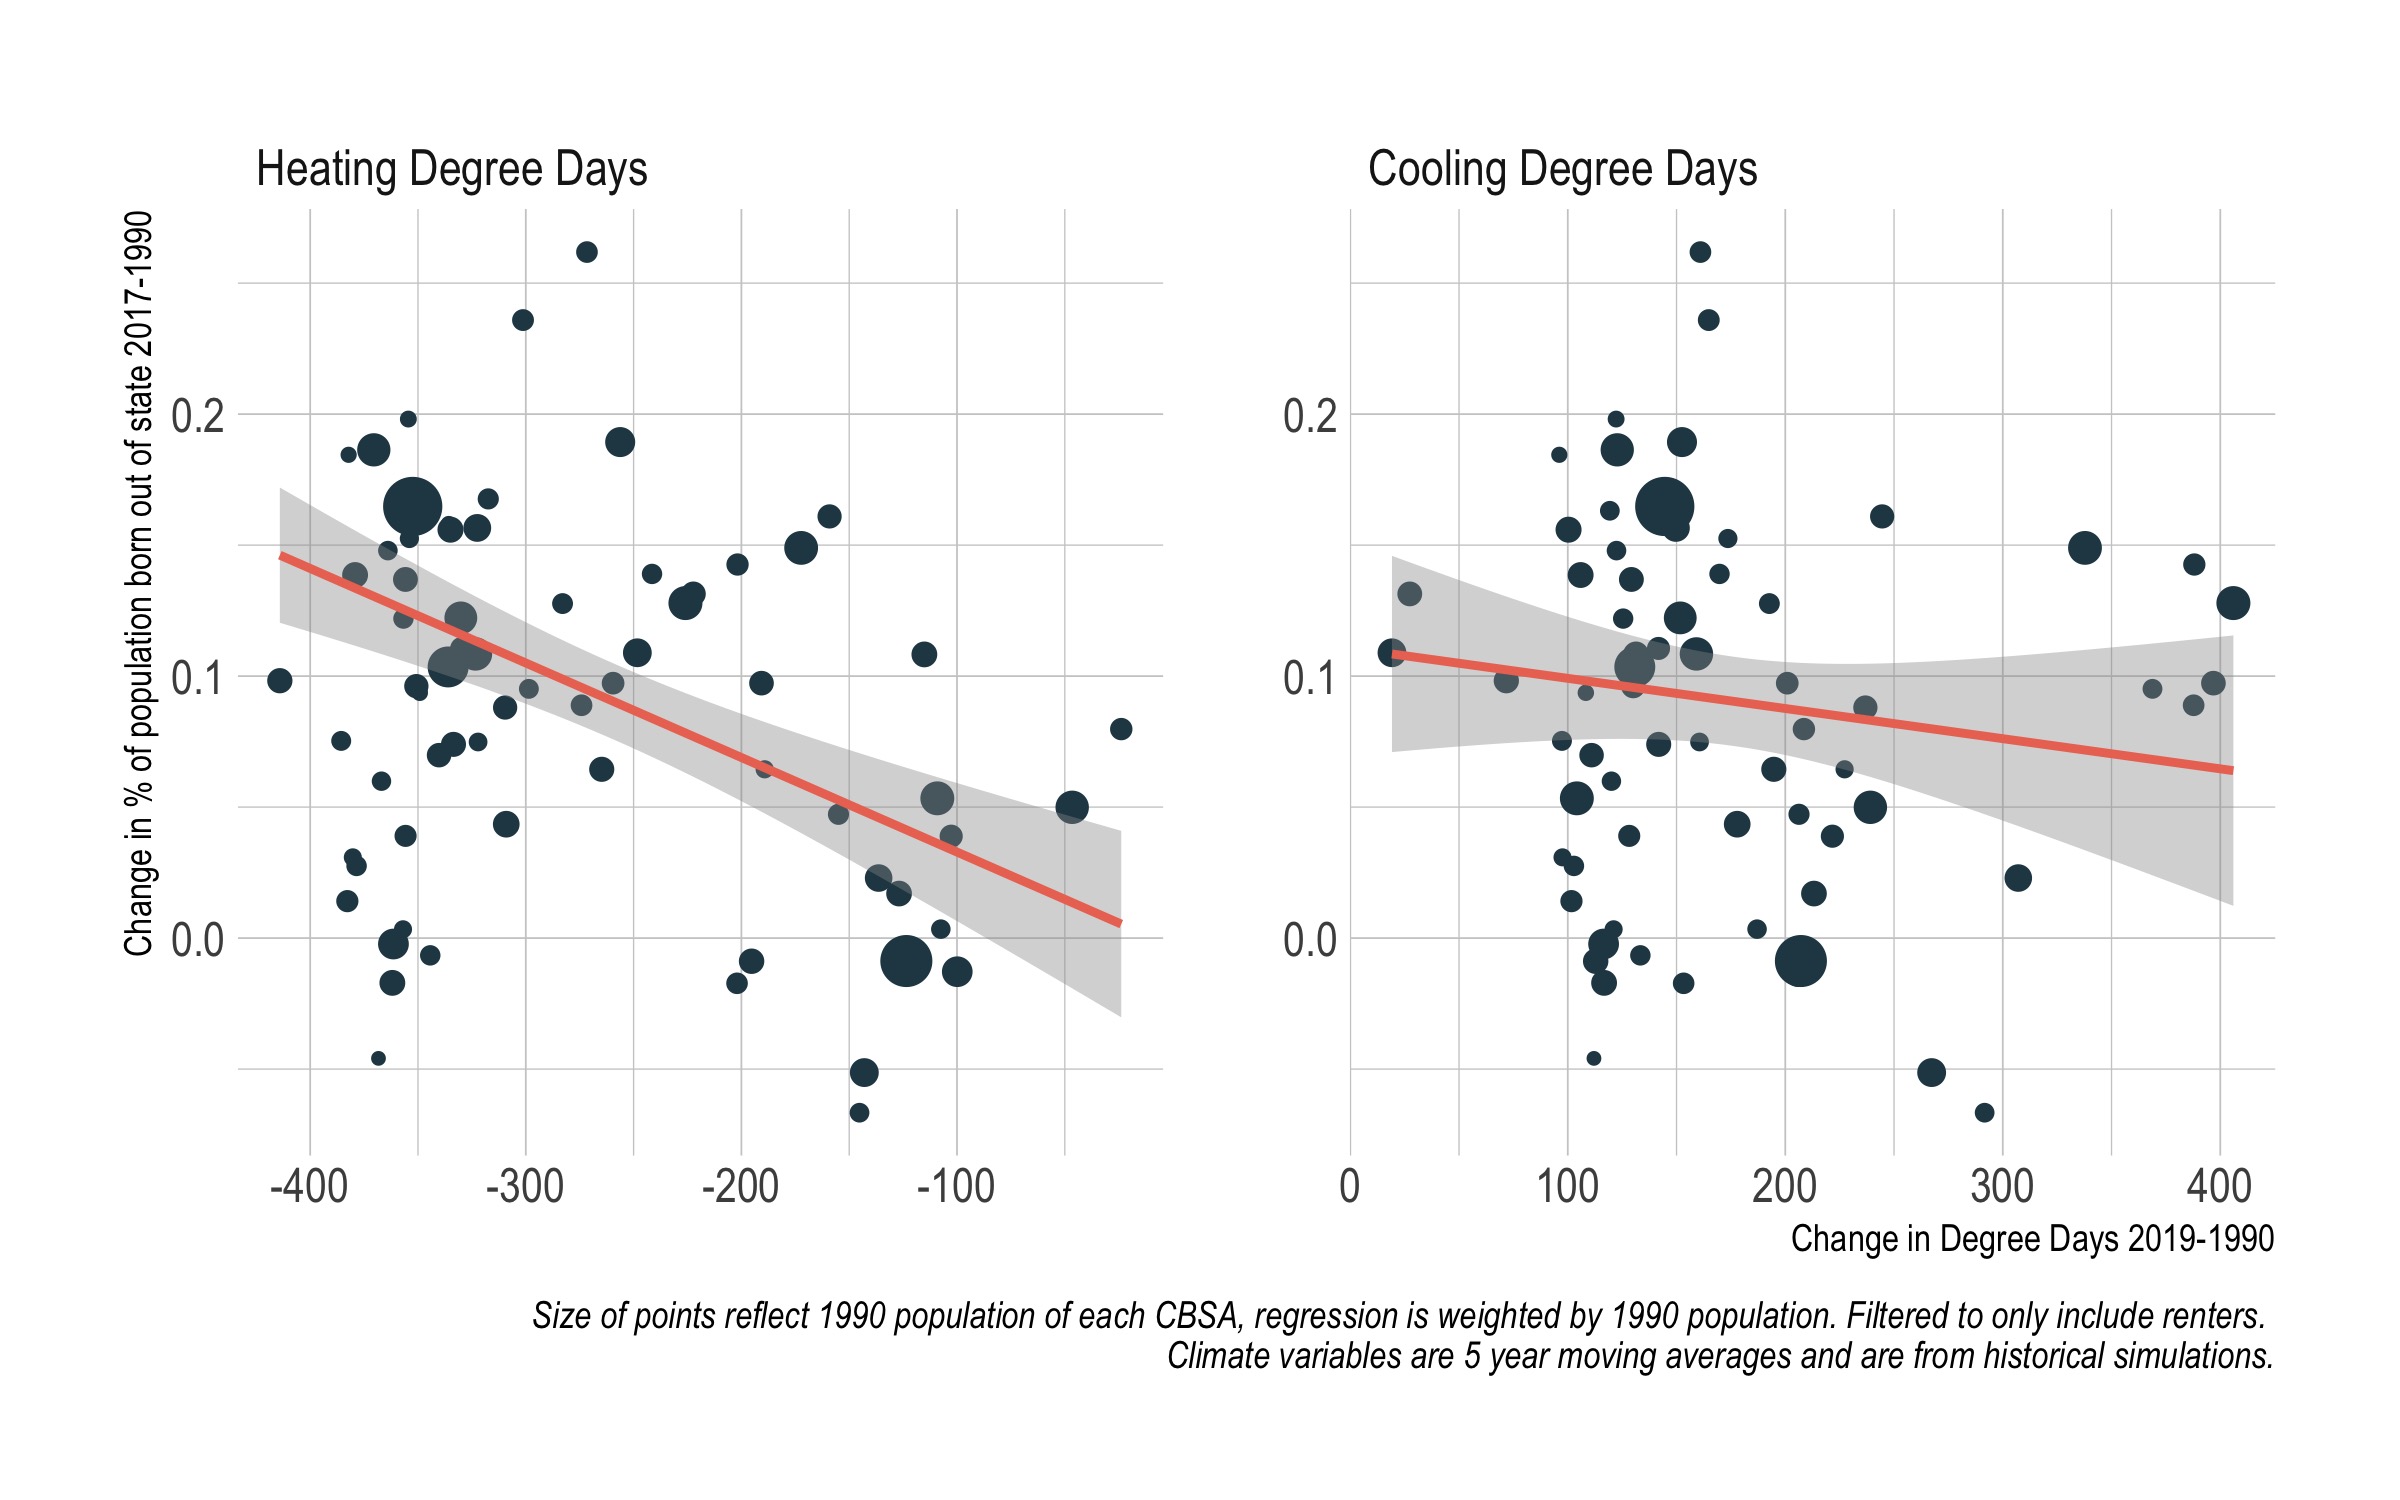 Heating Degree Days
Cooling Degree Days
Change in % of population born out of state 2017-1990
0.2
0.1
0.0
0.2
0.1
0.0
-400 -300 -200 -100
0 100 200 300 400
Change in Degree Days 2019-1990
Size of points reflect 1990 population of each CBSA, regression is weighted by 1990 population. Filtered to only include renters.
Climate variables are 5 year moving averages and are from historical simulations.